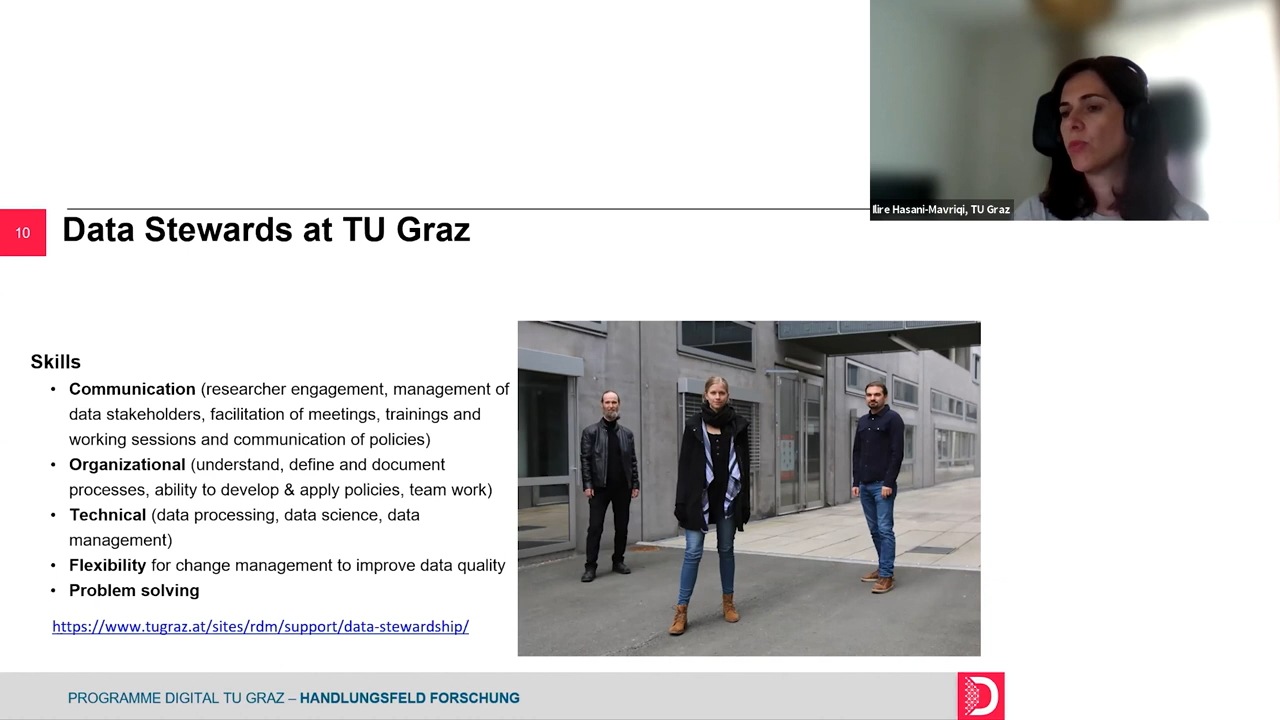 Ilire Hasani-Mavriqi, TU Graz
10
Data Stewards at TU Graz
Skills
• Communication (researcher engagement, management of
data stakeholders, facilitation of meetings, trainings and
working sessions and communication of policies)
• Organizational (understand, define and document
processes, ability to develop & apply policies, team work)
• Technical (data processing, data science, data
management)
• Flexibility for change management to improve data quality
• Problem solving
https://www.tugraz.at/sites/rdm/support/data-stewardship/
PROGRAMME DIGITAL TU GRAZ – HANDLUNGSFELD FORSCHUNG
D